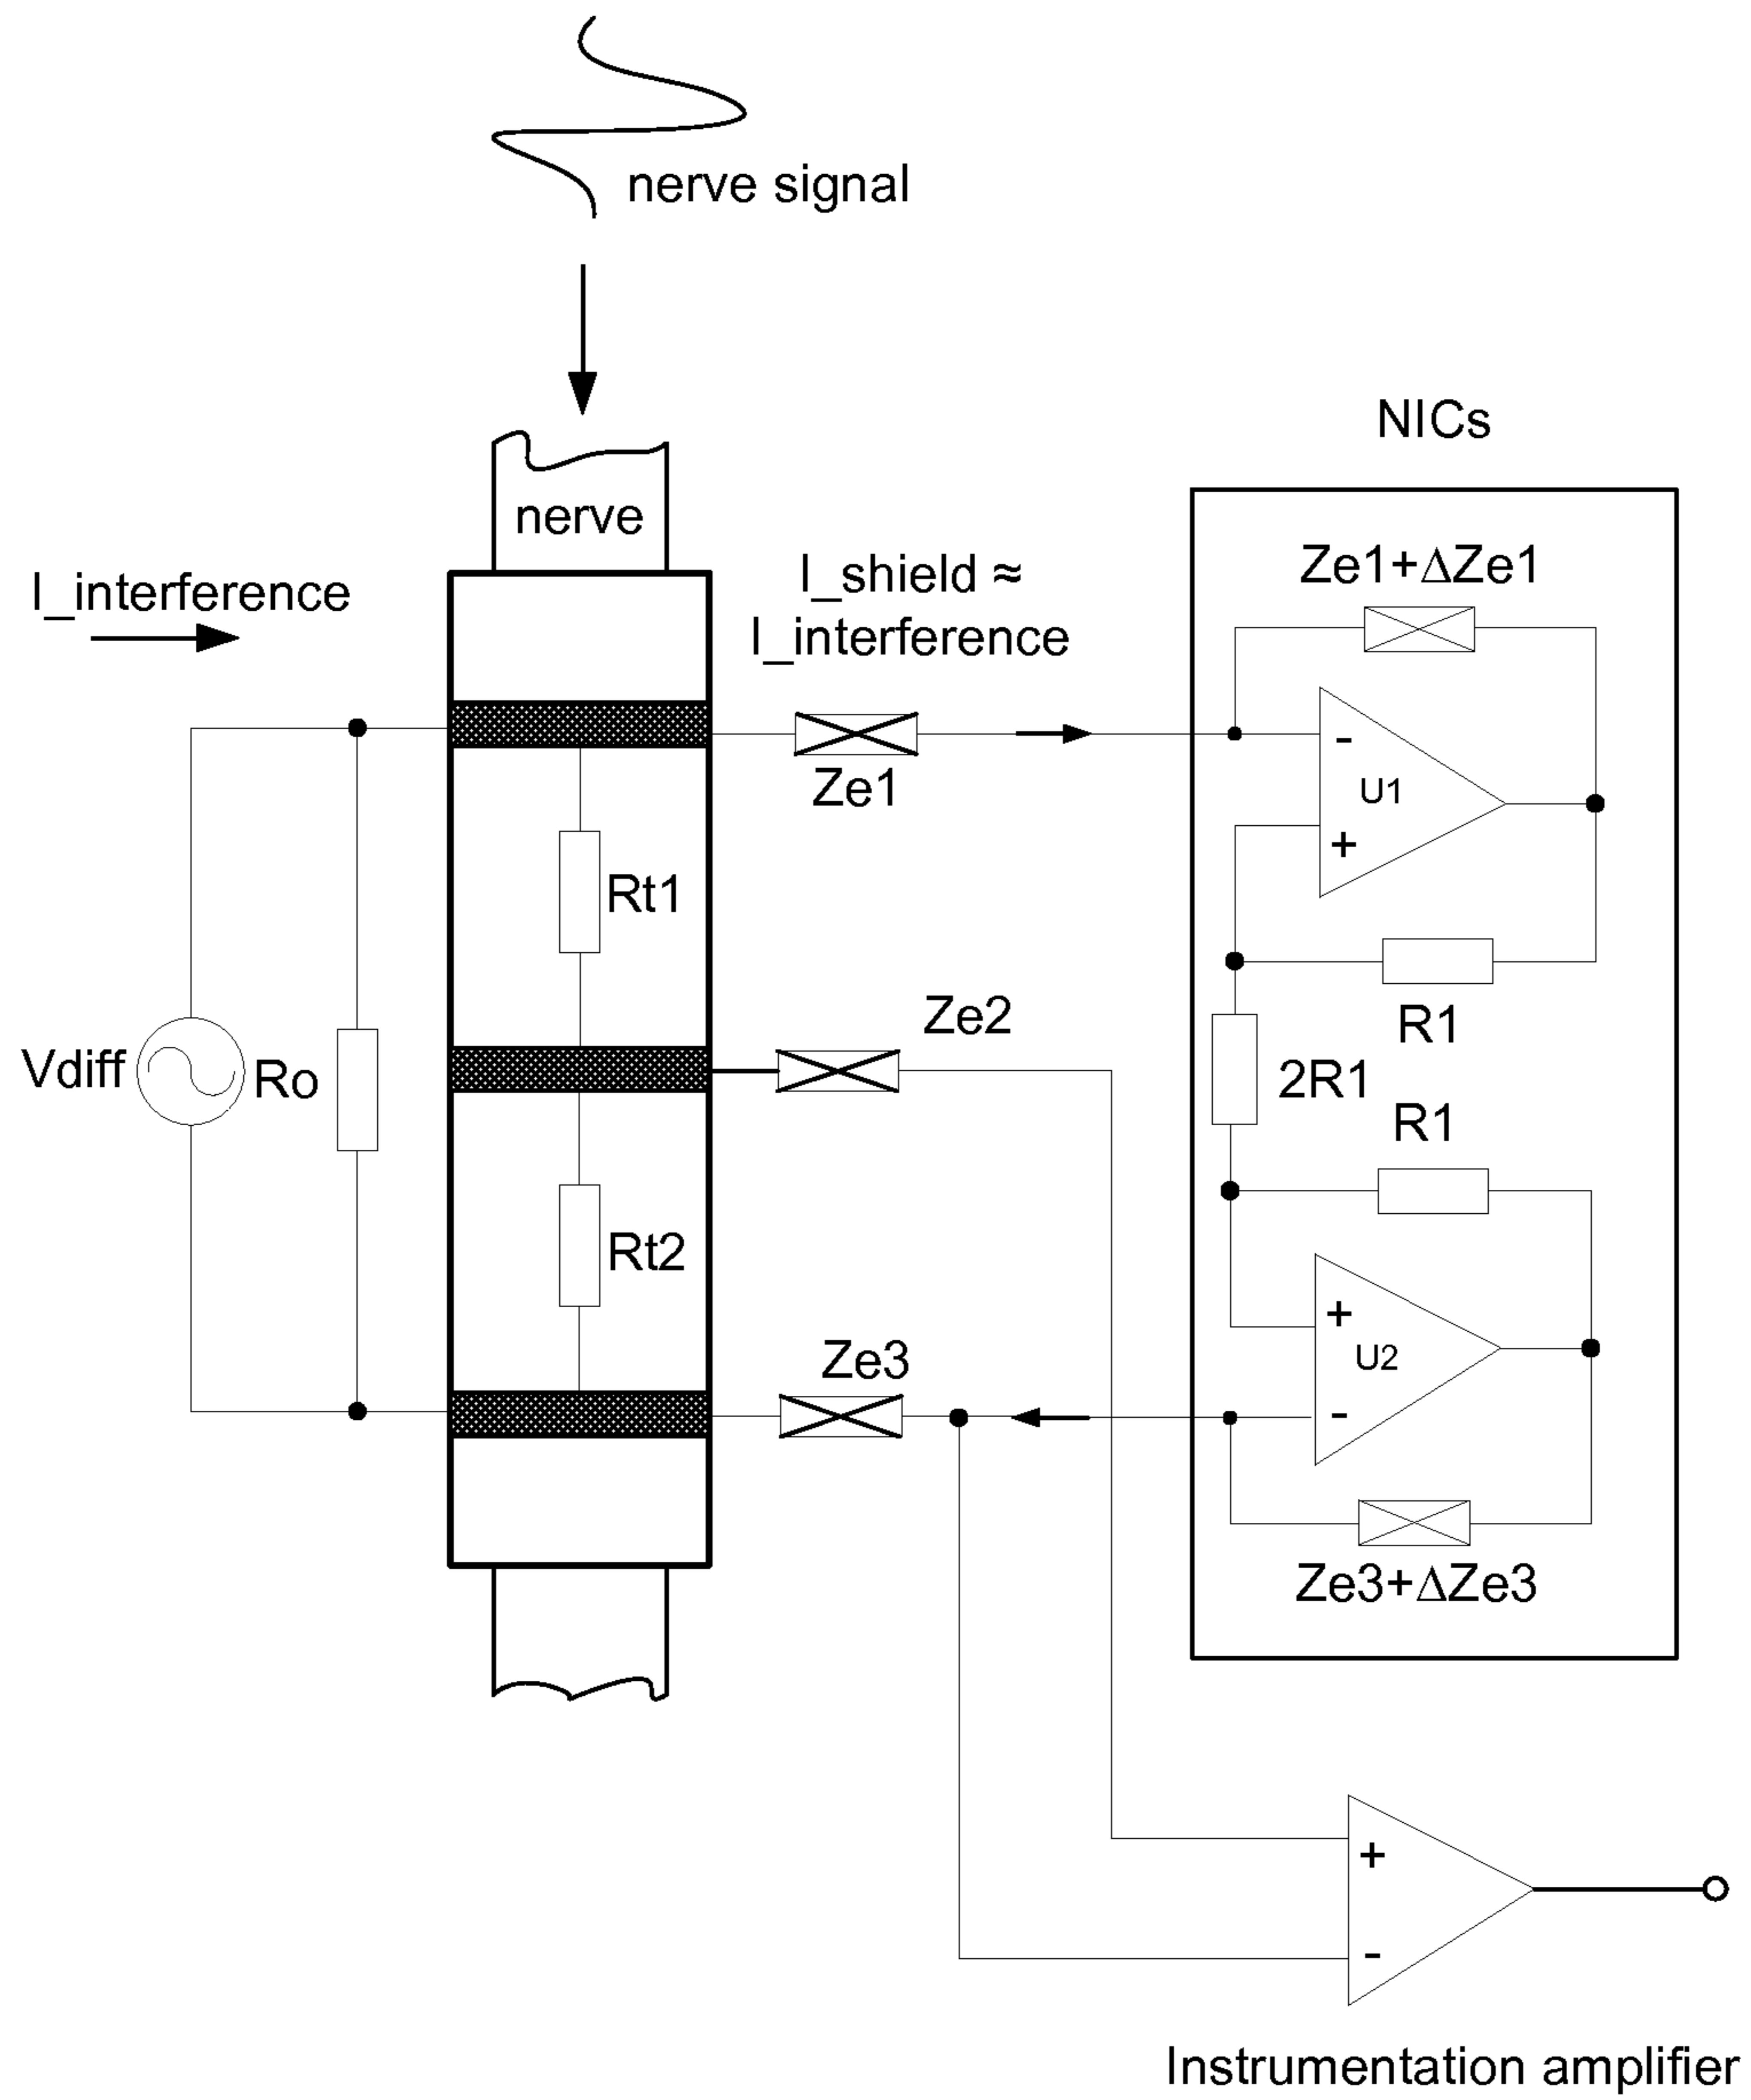 nerve signal
NICs
nerve
I_interference
I_shield ≈
I_interference
Ze1+ΔZe1
-
U1
+
Ze1
Rt1
R1
Ze2
Vdiff
Ro
2R1
R1
Rt2
+
U2
-
Ze3
Ze3+ΔZe3
+
-
Instrumentation amplifier